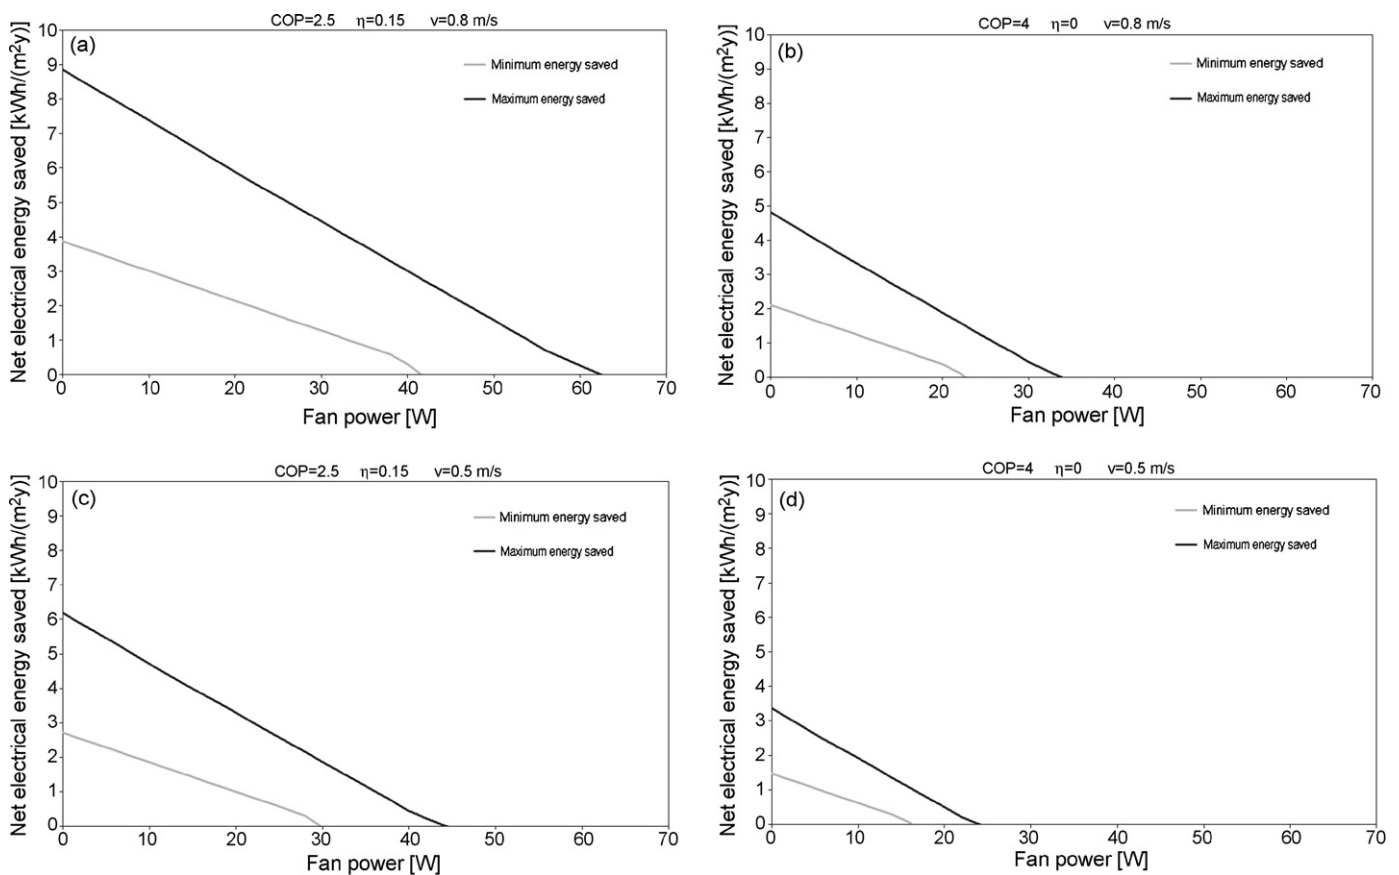 COP=2.5 η=0.15 v=0.8 m/s
(a)
Minimum energy saved
Maximum energy saved
Net electrical energy saved [kWh/(m²y)]
10
9
8
7
6
5
4
3
2
1
0
0 10 20 30 40 50 60 70
Fan power [W]
COP=4 η=0 v=0.8 m/s
(b)
Minimum energy saved
Maximum energy saved
Net electrical energy saved [kWh/(m²y)]
10
9
8
7
6
5
4
3
2
1
0
0 10 20 30 40 50 60 70
Fan power [W]
COP=2.5 η=0.15 v=0.5 m/s
(c)
Minimum energy saved
Maximum energy saved
Net electrical energy saved [kWh/(m²y)]
10
9
8
7
6
5
4
3
2
1
0
0 10 20 30 40 50 60 70
Fan power [W]
COP=4 η=0 v=0.5 m/s
(d)
Minimum energy saved
Maximum energy saved
Net electrical energy saved [kWh/(m²y)]
10
9
8
7
6
5
4
3
2
1
0
0 10 20 30 40 50 60 70
Fan power [W]